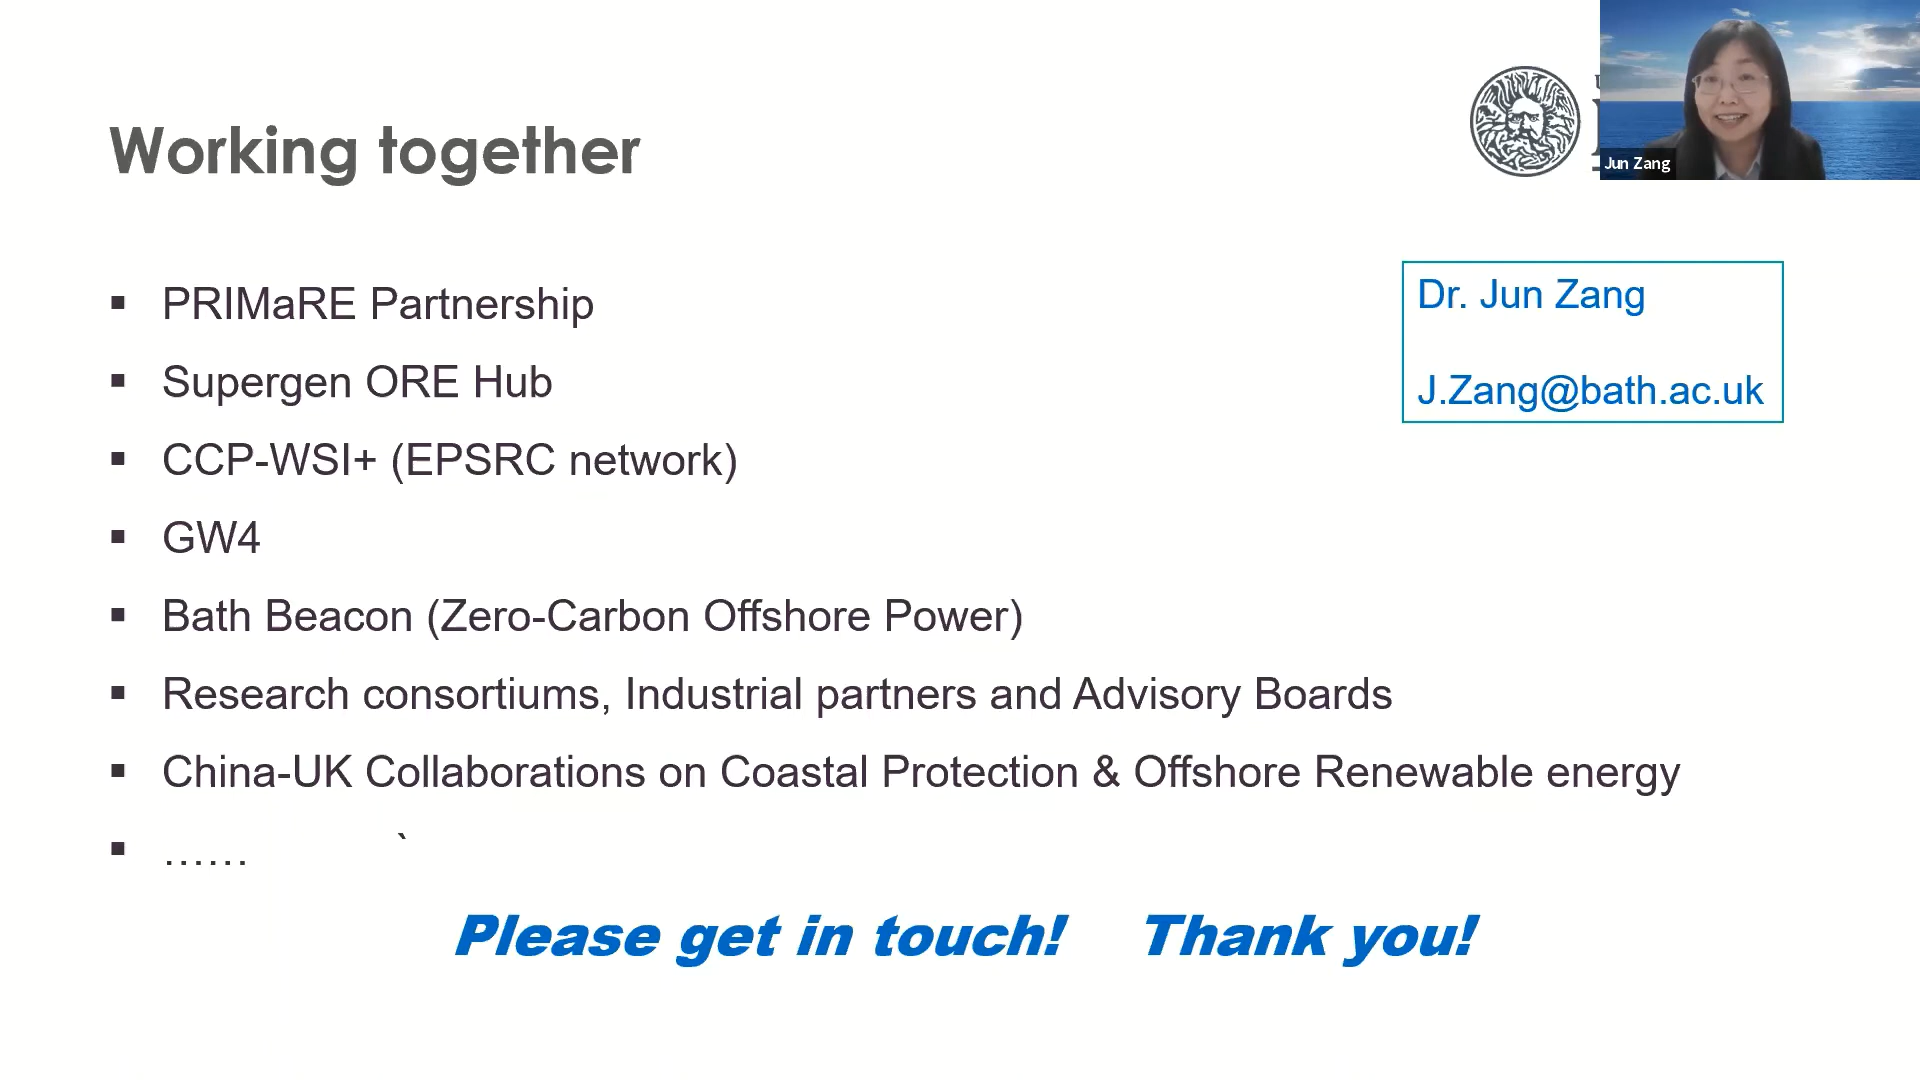 Working together
Jun Zang
▪ PRIMaRE Partnership
▪ Supergen ORE Hub
▪ CCP-WSI+ (EPSRC network)
▪ GW4
▪ Bath Beacon (Zero-Carbon Offshore Power)
▪ Research consortiums, Industrial partners and Advisory Boards
▪ China-UK Collaborations on Coastal Protection & Offshore Renewable energy
▪ …… `
Dr. Jun Zang
J.Zang@bath.ac.uk
Please get in touch! Thank you!